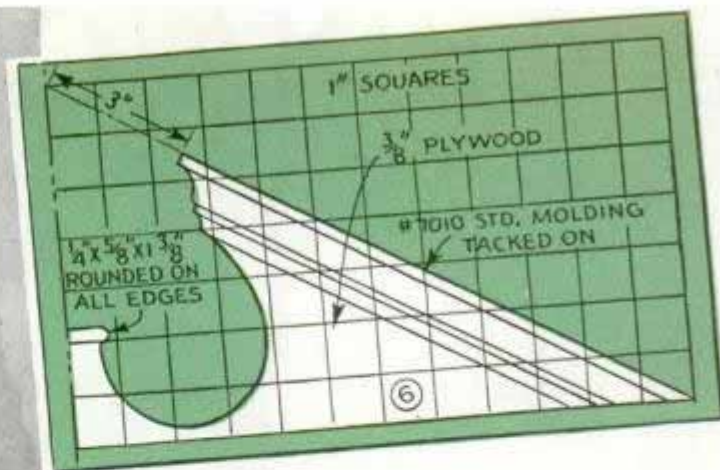 1" SQUARES
3"
3/8" PLYWOOD
#7010 STD. MOLDING
TACKED ON
1/4" X 5/8" X 1 3/8"
ROUNDED ON
ALL EDGES
6